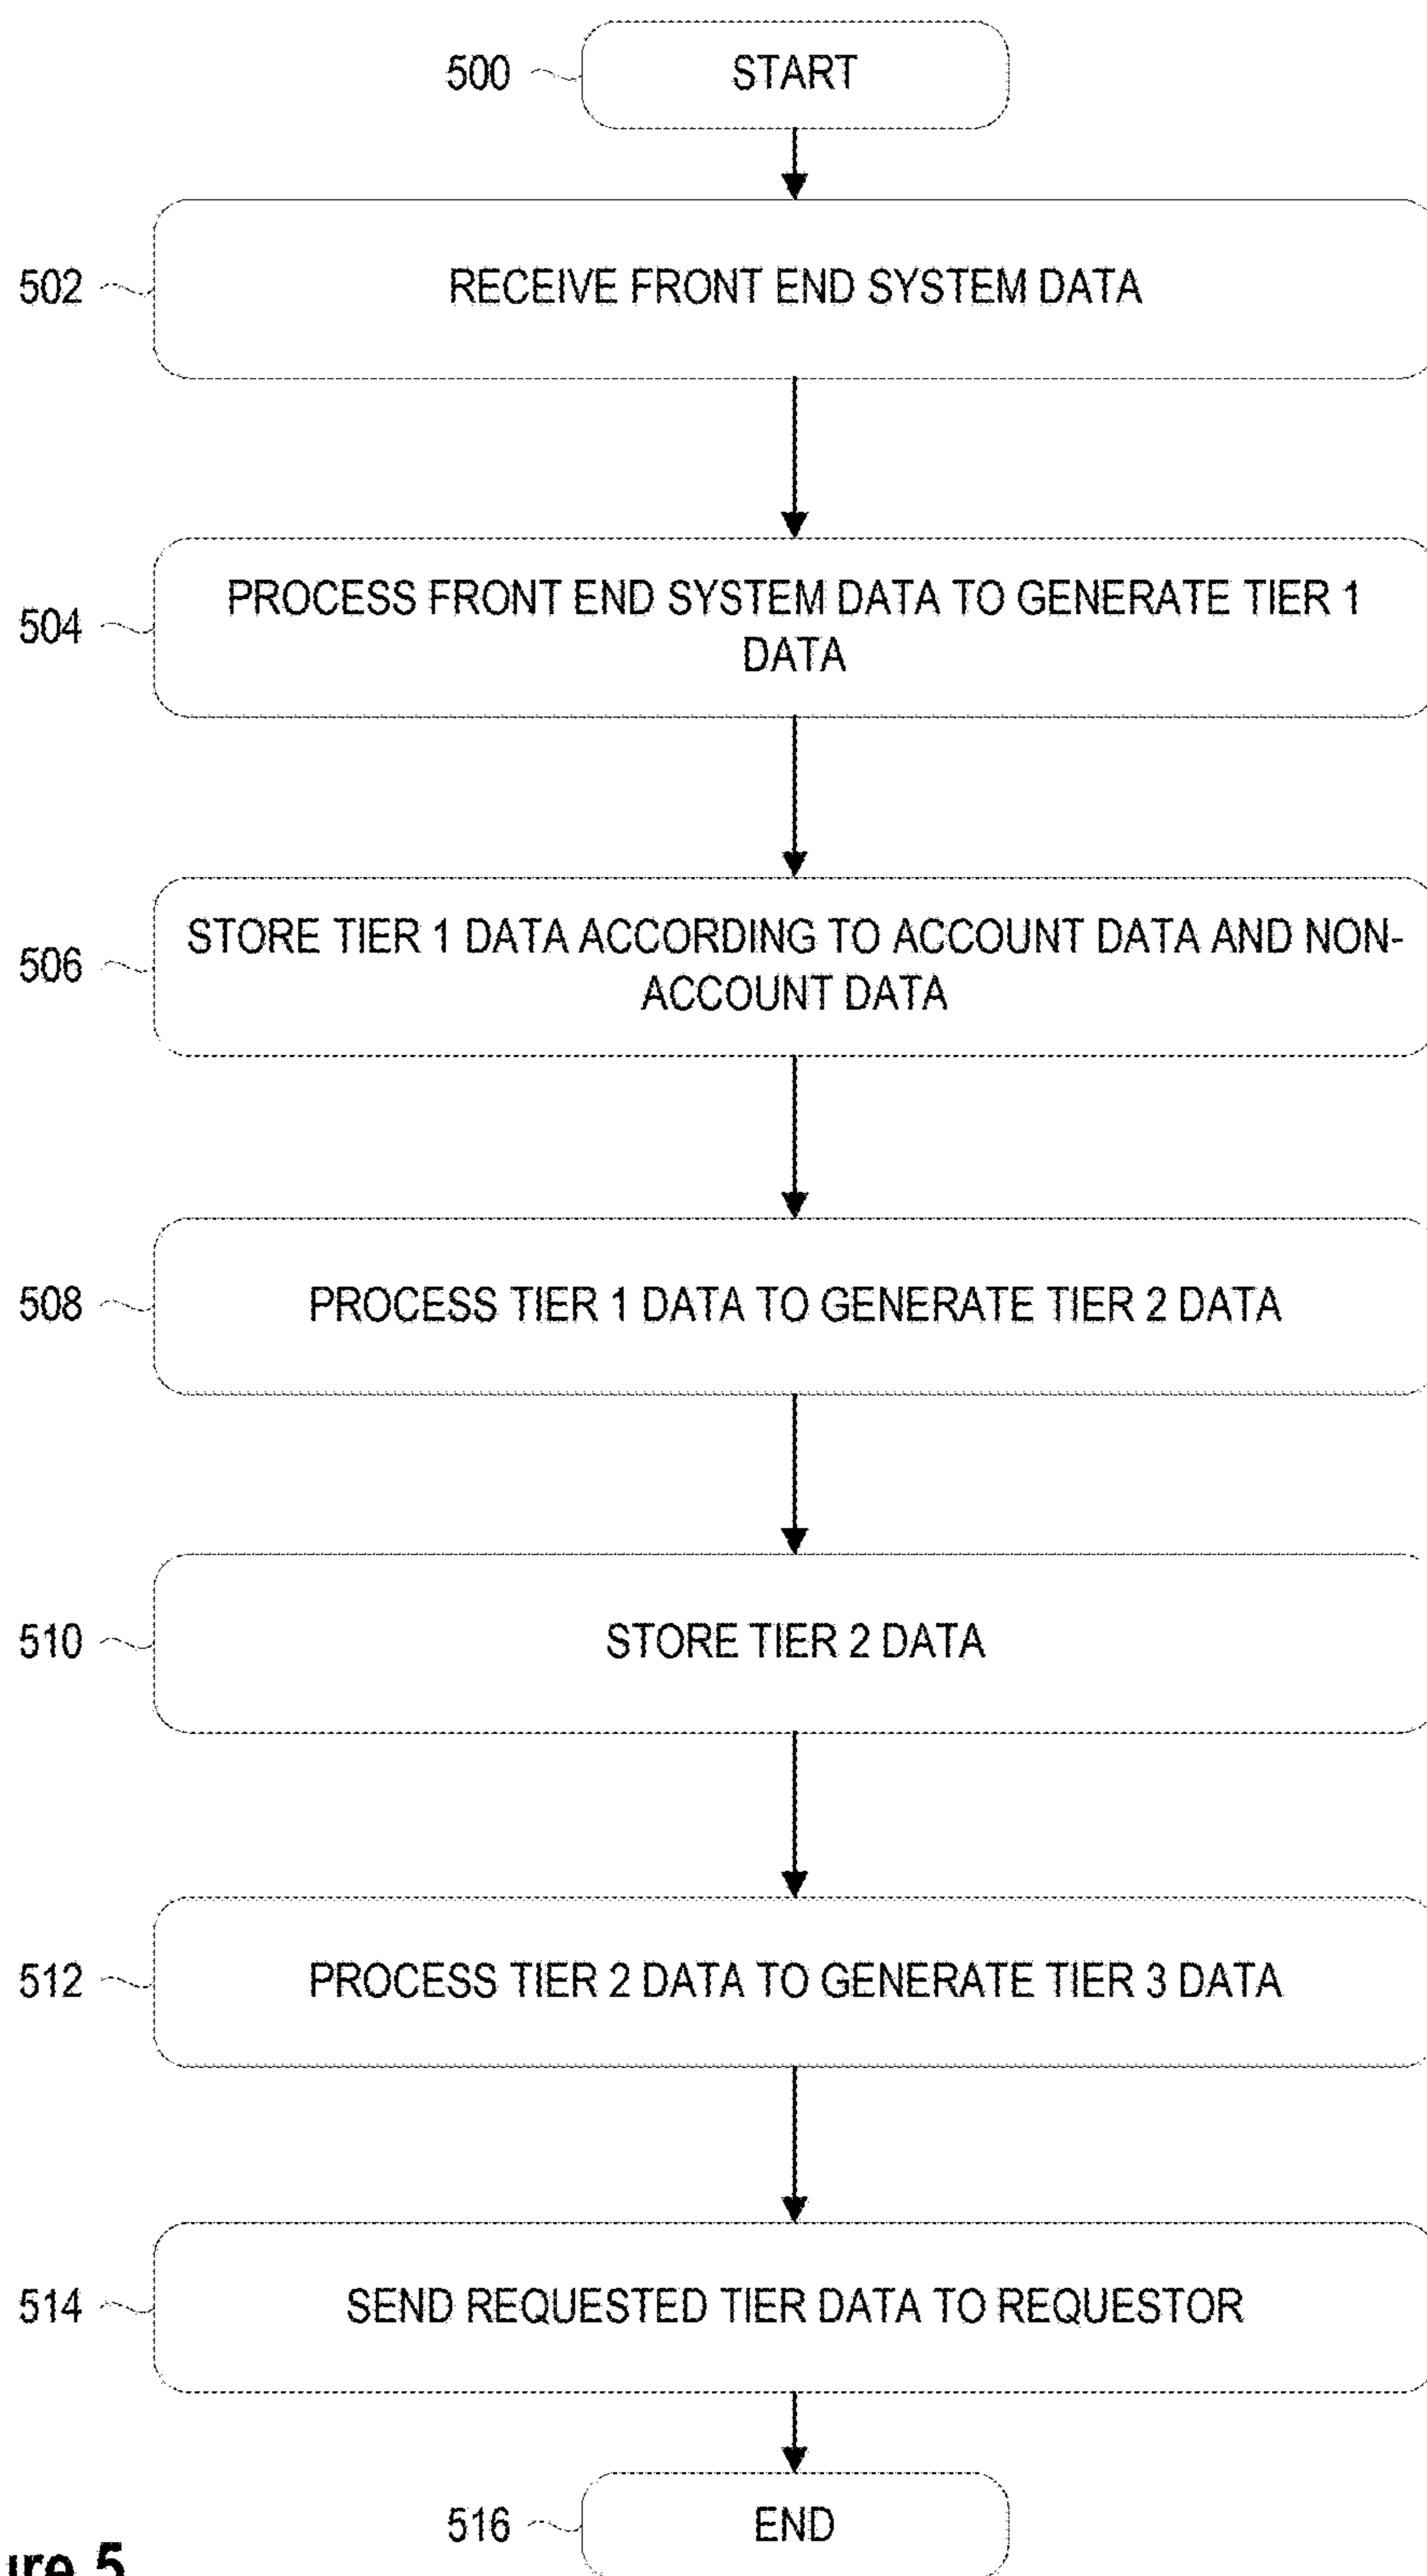 500 START
502 RECEIVE FRONT END SYSTEM DATA
504 PROCESS FRONT END SYSTEM DATA TO GENERATE TIER 1
DATA
506 STORE TIER 1 DATA ACCORDING TO ACCOUNT DATA AND NON-
ACCOUNT DATA
508 PROCESS TIER 1 DATA TO GENERATE TIER 2 DATA
510 STORE TIER 2 DATA
512 PROCESS TIER 2 DATA TO GENERATE TIER 3 DATA
514 SEND REQUESTED TIER DATA TO REQUESTOR
516 END
5